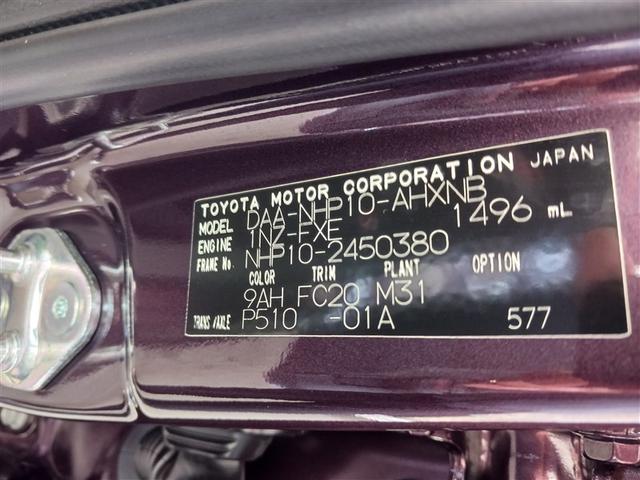 TOYOTA MOTOR CORPORATION JAPAN
MODEL DAA-NHP10-AHXNB
ENGINE 1NZ-FXE 1496 mL
FRAME No. NHP10-2450380
COLOR TRIM PLANT OPTION
9AH FC20 M31
TRANS/AXLE P510 -01A 577